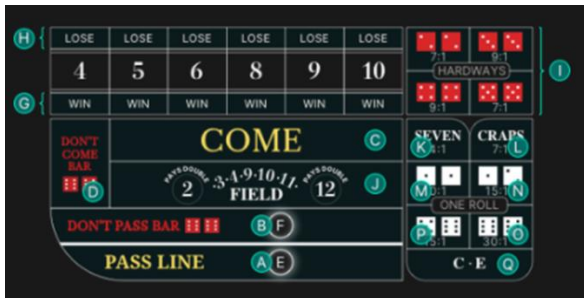 H LOSE LOSE LOSE LOSE LOSE LOSE
4 5 6 8 9 10
G WIN WIN WIN WIN WIN WIN
7:1 9:1
HARDWAYS I
9:1 7:1
DON'T
COME
BAR
D
COME C
PAYS DOUBLE
2
3·4·9·10·11
FIELD
PAYS DOUBLE
12
J
DON'T PASS BAR B F
PASS LINE A E
SEVEN CRAPS
K L 7:1
M N
ONE ROLL
P O
15:1 30:1
C·E Q